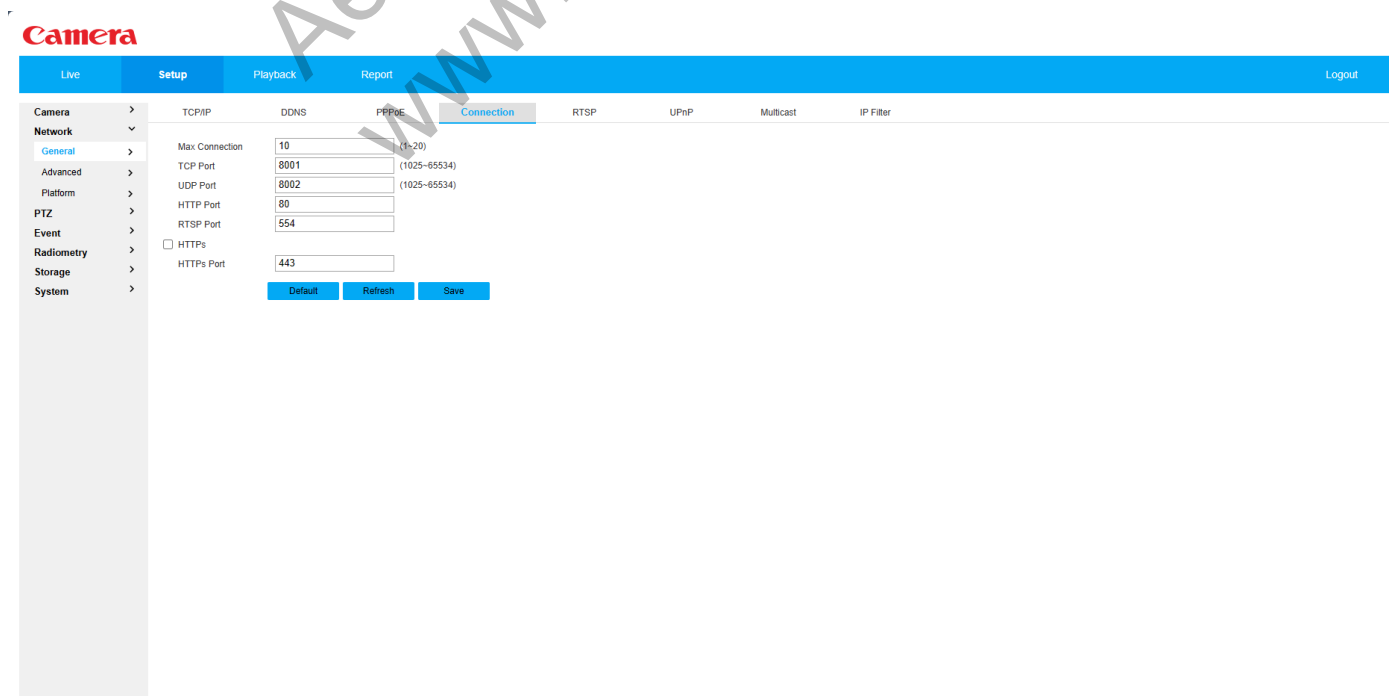 Camera
Live Setup Playback Report Logout
Camera
Network
General
Advanced
Platform
PTZ
Event
Radiometry
Storage
System
TCP/IP DDNS PPPoE Connection RTSP UPnP Multicast IP Filter
Max Connection 10 (1~20)
TCP Port 8001 (1025~65534)
UDP Port 8002 (1025~65534)
HTTP Port 80
RTSP Port 554
HTTPs
HTTPs Port 443
Default Refresh Save